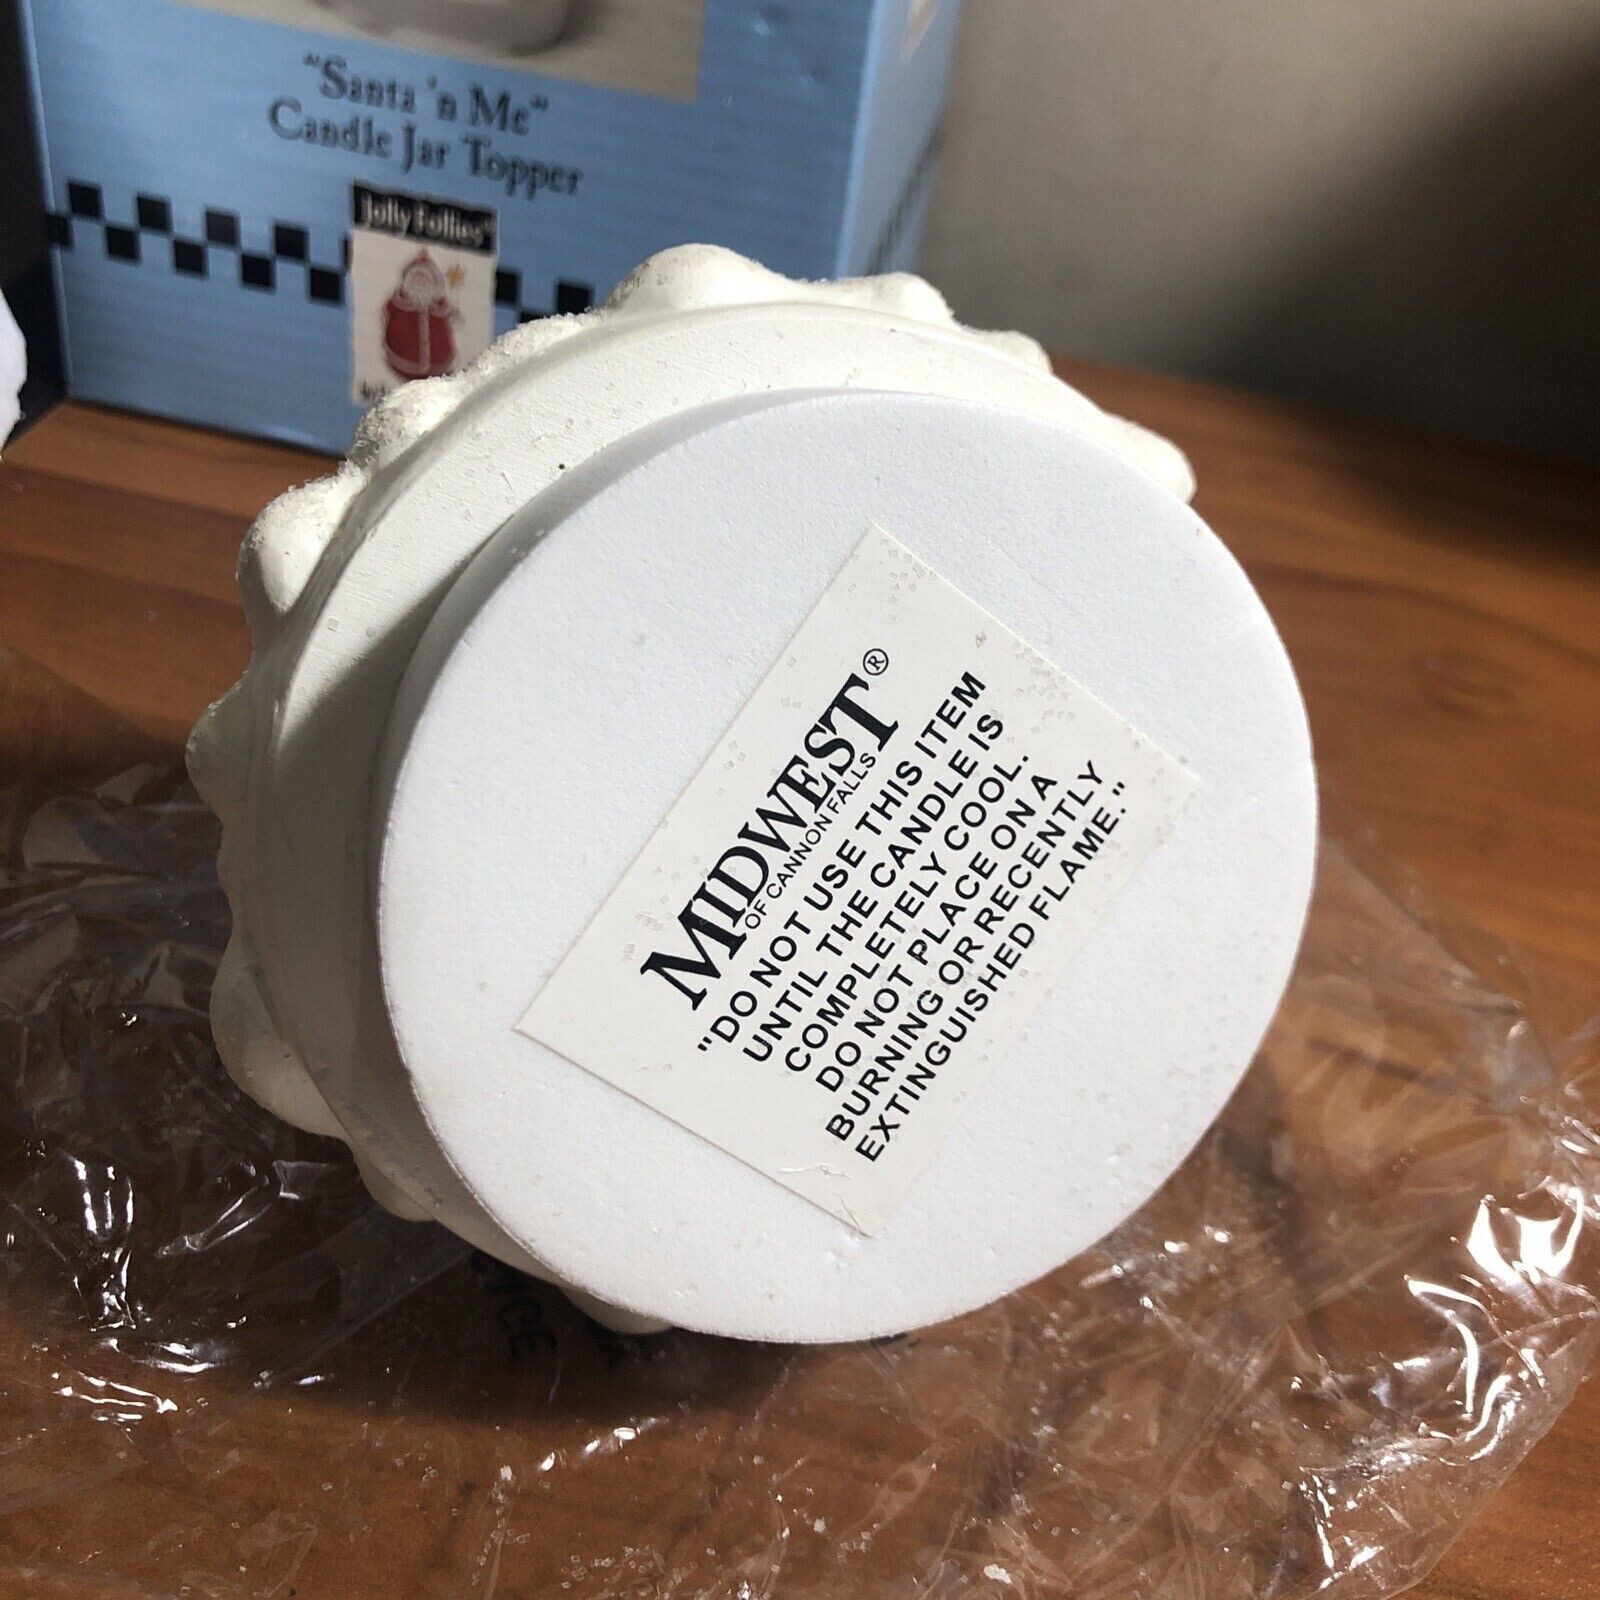 "Santa 'n Me"
Candle Jar Topper
Jolly Follies®
MIDWEST®
OF CANNON FALLS
"DO NOT USE THIS ITEM
UNTIL THE CANDLE IS
COMPLETELY COOL.
DO NOT PLACE ON A
BURNING OR RECENTLY
EXTINGUISHED FLAME."